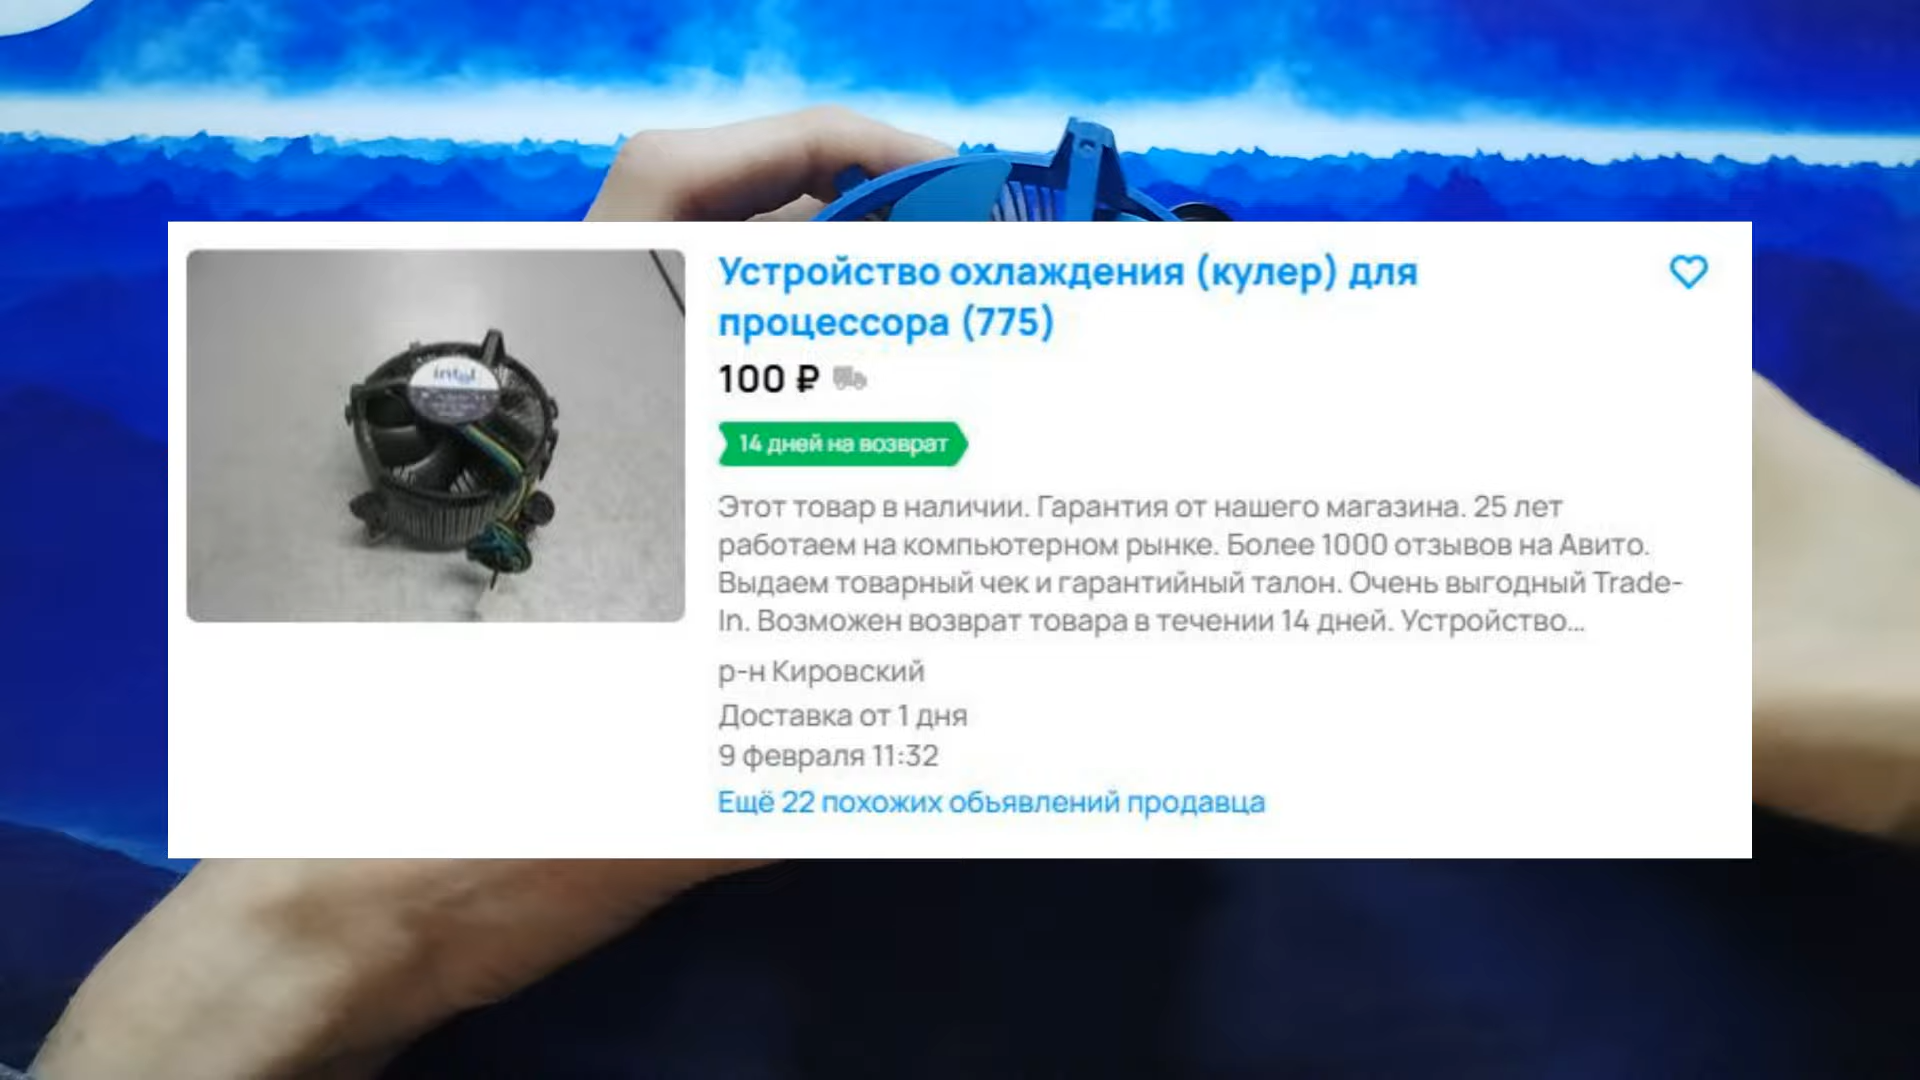 intel
Устройство охлаждения (кулер) для
процессора (775)
100 ₽
14 дней на возврат
Этот товар в наличии. Гарантия от нашего магазина. 25 лет
работаем на компьютерном рынке. Более 1000 отзывов на Авито.
Выдаем товарный чек и гарантийный талон. Очень выгодный Trade-
In. Возможен возврат товара в течении 14 дней. Устройство...
р-н Кировский
Доставка от 1 дня
9 февраля 11:32
Ещё 22 похожих объявлений продавца